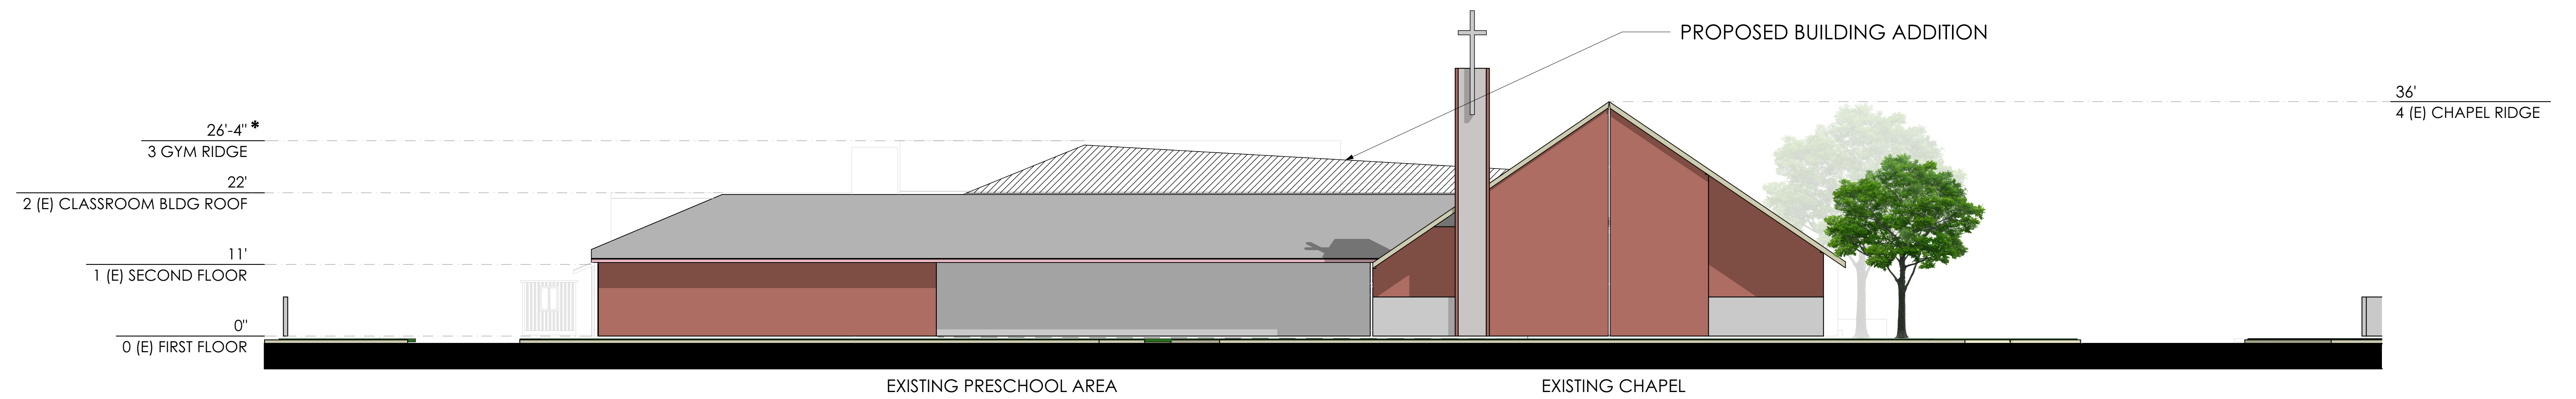 PROPOSED BUILDING ADDITION
36'
4 (E) CHAPEL RIDGE
26'-4" *
3 GYM RIDGE
22'
2 (E) CLASSROOM BLDG ROOF
11'
1 (E) SECOND FLOOR
0"
0 (E) FIRST FLOOR
EXISTING PRESCHOOL AREA
EXISTING CHAPEL